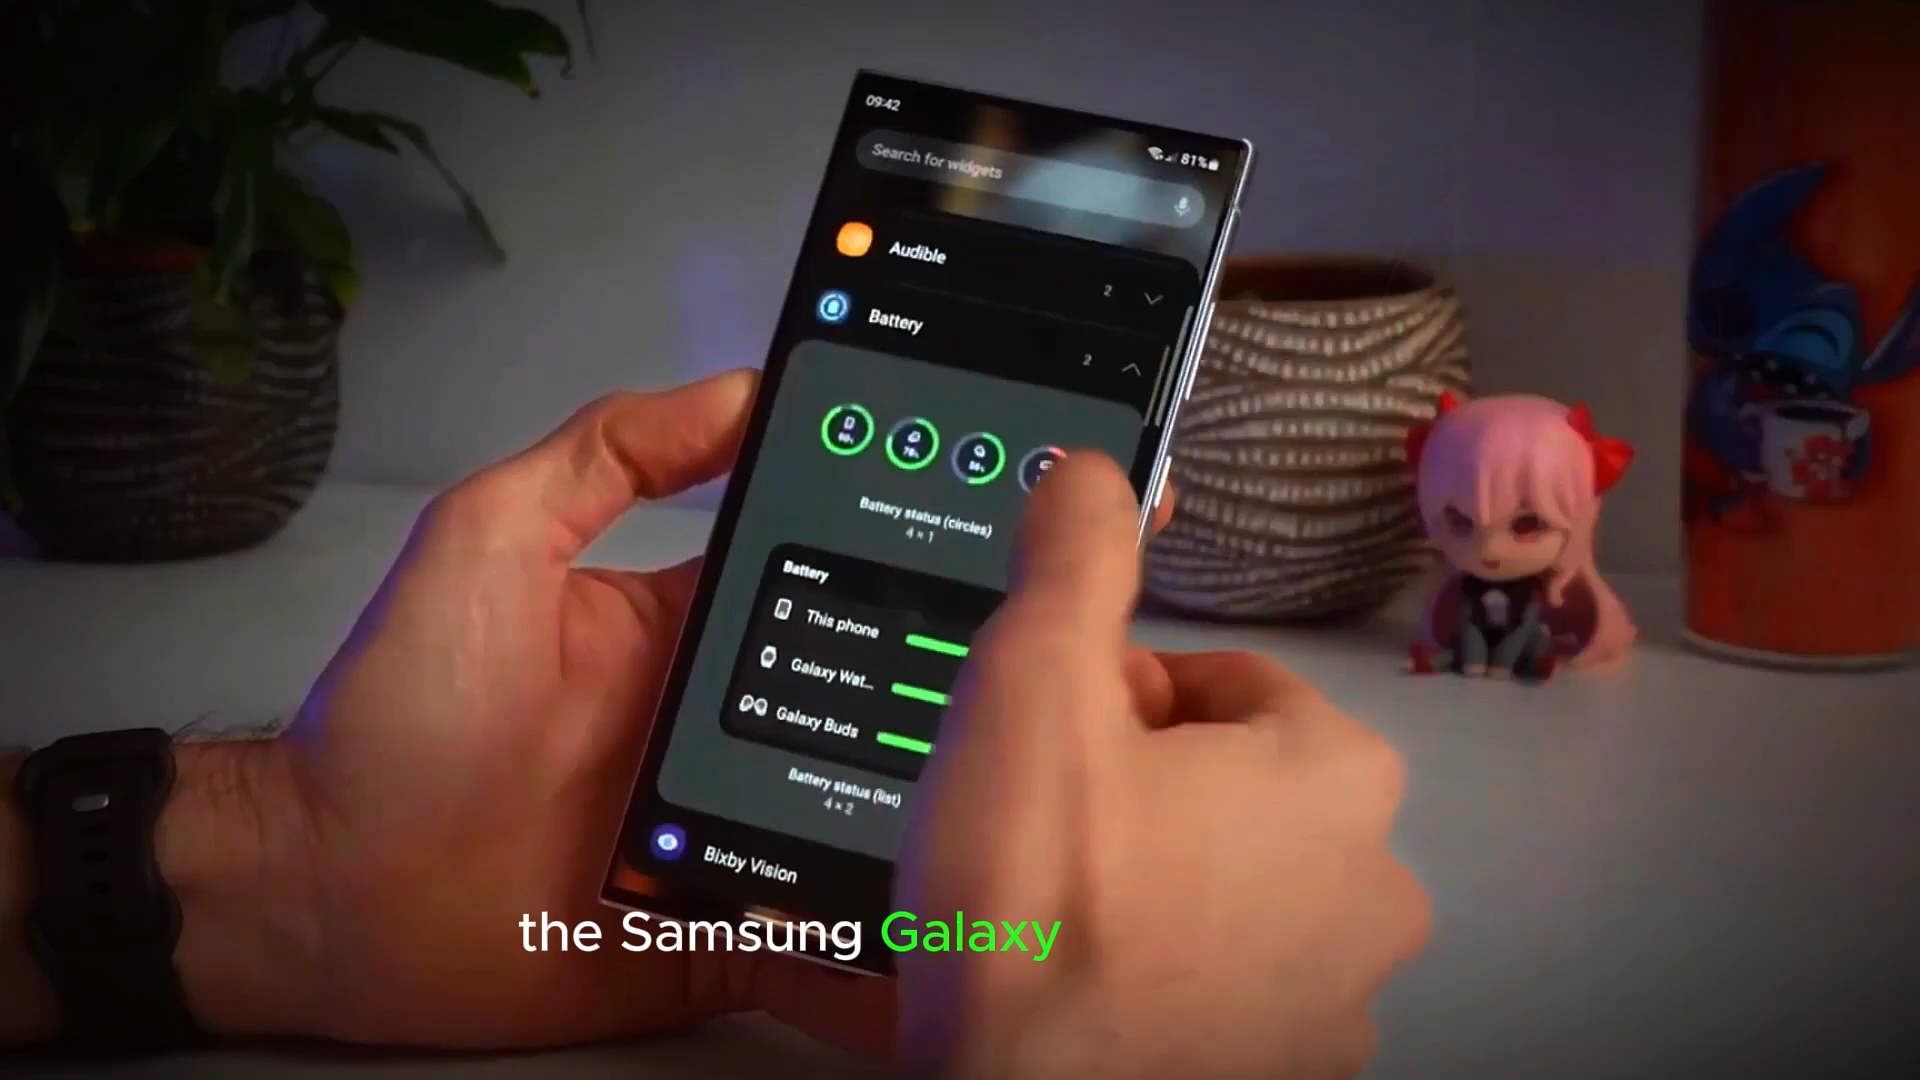 09:42
81%
Search for widgets
Audible
2
Battery
2
Battery status (circles)
4 × 1
Battery
This phone
Galaxy Wat...
Galaxy Buds
Battery status (list)
4 × 2
Bixby Vision
the Samsung Galaxy